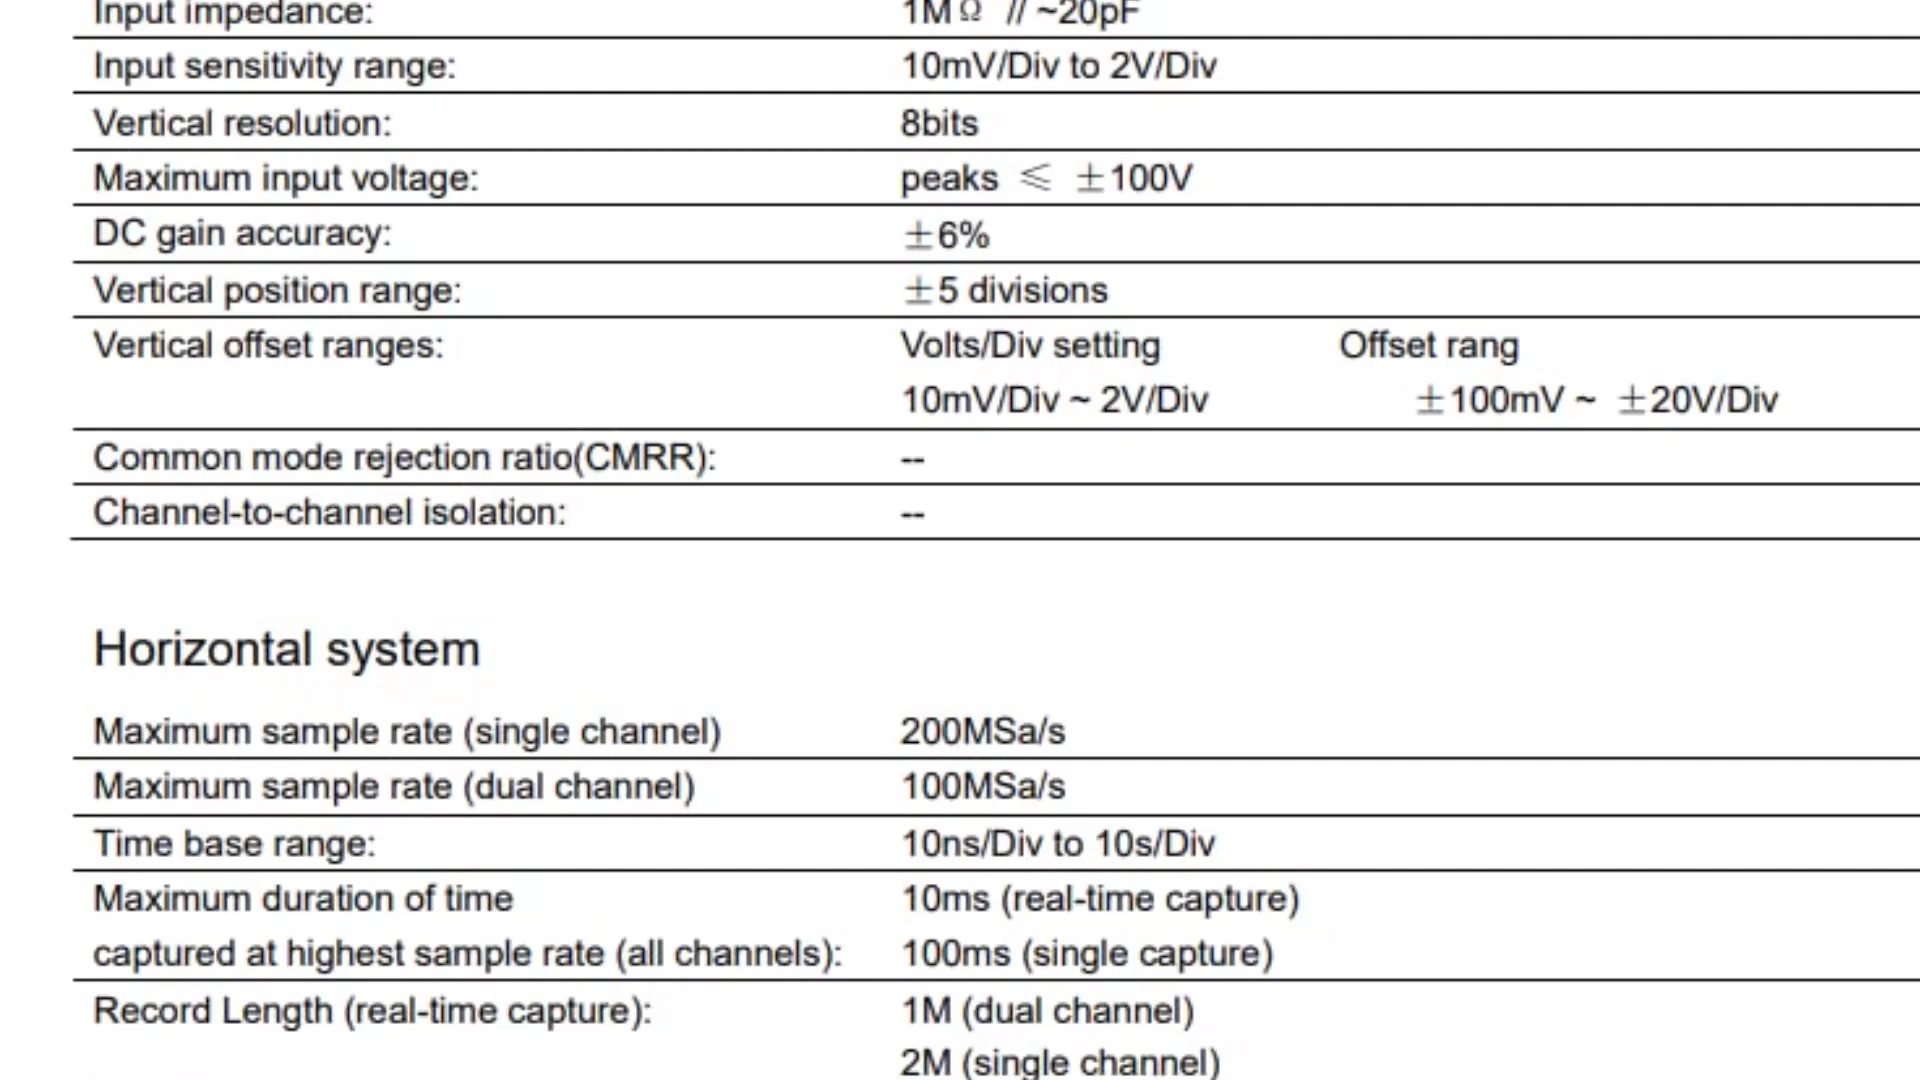 Input impedance: 1MΩ // ~20pF
Input sensitivity range: 10mV/Div to 2V/Div
Vertical resolution: 8bits
Maximum input voltage: peaks ≤ ±100V
DC gain accuracy: ±6%
Vertical position range: ±5 divisions
Vertical offset ranges: Volts/Div setting Offset rang
10mV/Div ~ 2V/Div ±100mV ~ ±20V/Div
Common mode rejection ratio(CMRR): --
Channel-to-channel isolation: --
Horizontal system
Maximum sample rate (single channel) 200MSa/s
Maximum sample rate (dual channel) 100MSa/s
Time base range: 10ns/Div to 10s/Div
Maximum duration of time 10ms (real-time capture)
captured at highest sample rate (all channels): 100ms (single capture)
Record Length (real-time capture): 1M (dual channel)
2M (single channel)